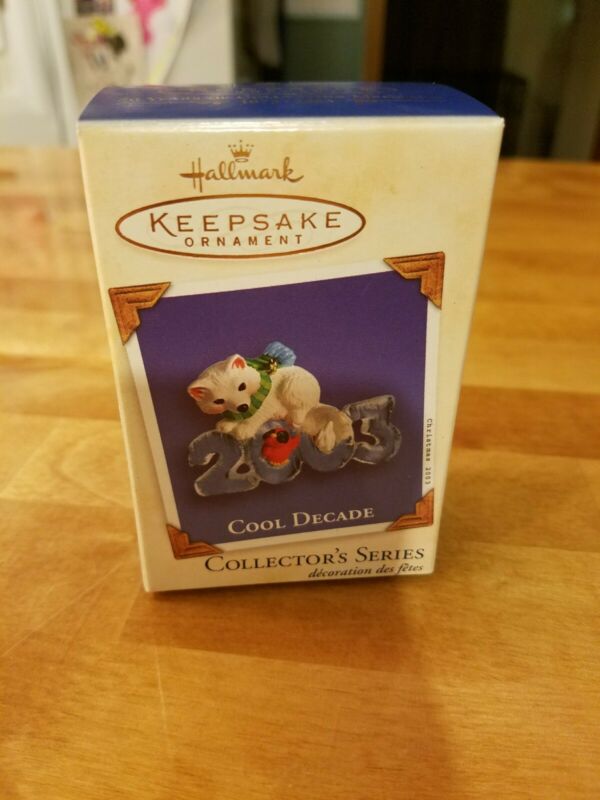 Hallmark
KEEPSAKE
ORNAMENT
2003
Christmas 2003
COOL DECADE
COLLECTOR'S SERIES
décoration des fêtes